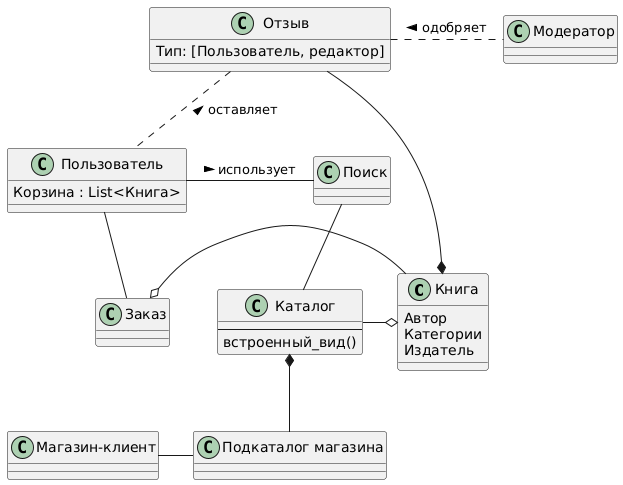 C Отзыв
Тип: [Пользователь, редактор]
одобряет
C Модератор
оставляет
C Пользователь
Корзина : List<Книга>
использует
C Поиск
C Заказ
C Каталог
встроенный_вид()
C Книга
Автор
Категории
Издатель
C Магазин-клиент
C Подкаталог магазина